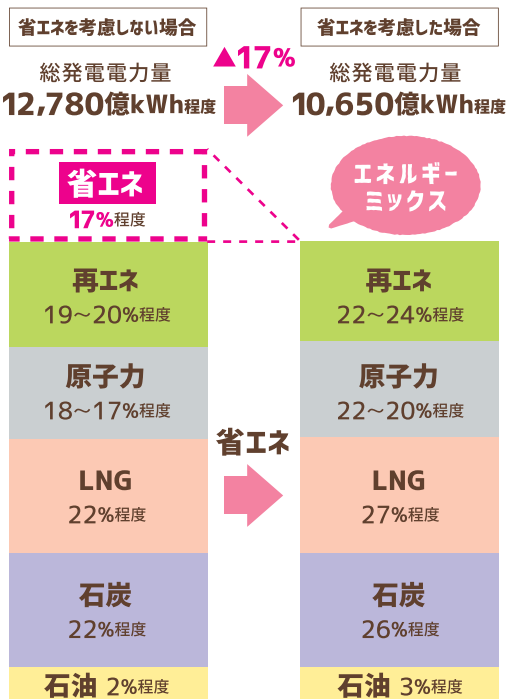 省エネを考慮しない場合
総発電電力量
12,780億kWh程度
▲17%
省エネを考慮した場合
総発電電力量
10,650億kWh程度
省エネ
17%程度
エネルギー
ミックス
再エネ
19〜20%程度
原子力
18〜17%程度
LNG
22%程度
石炭
22%程度
石油 2%程度
省エネ
再エネ
22〜24%程度
原子力
22〜20%程度
LNG
27%程度
石炭
26%程度
石油 3%程度